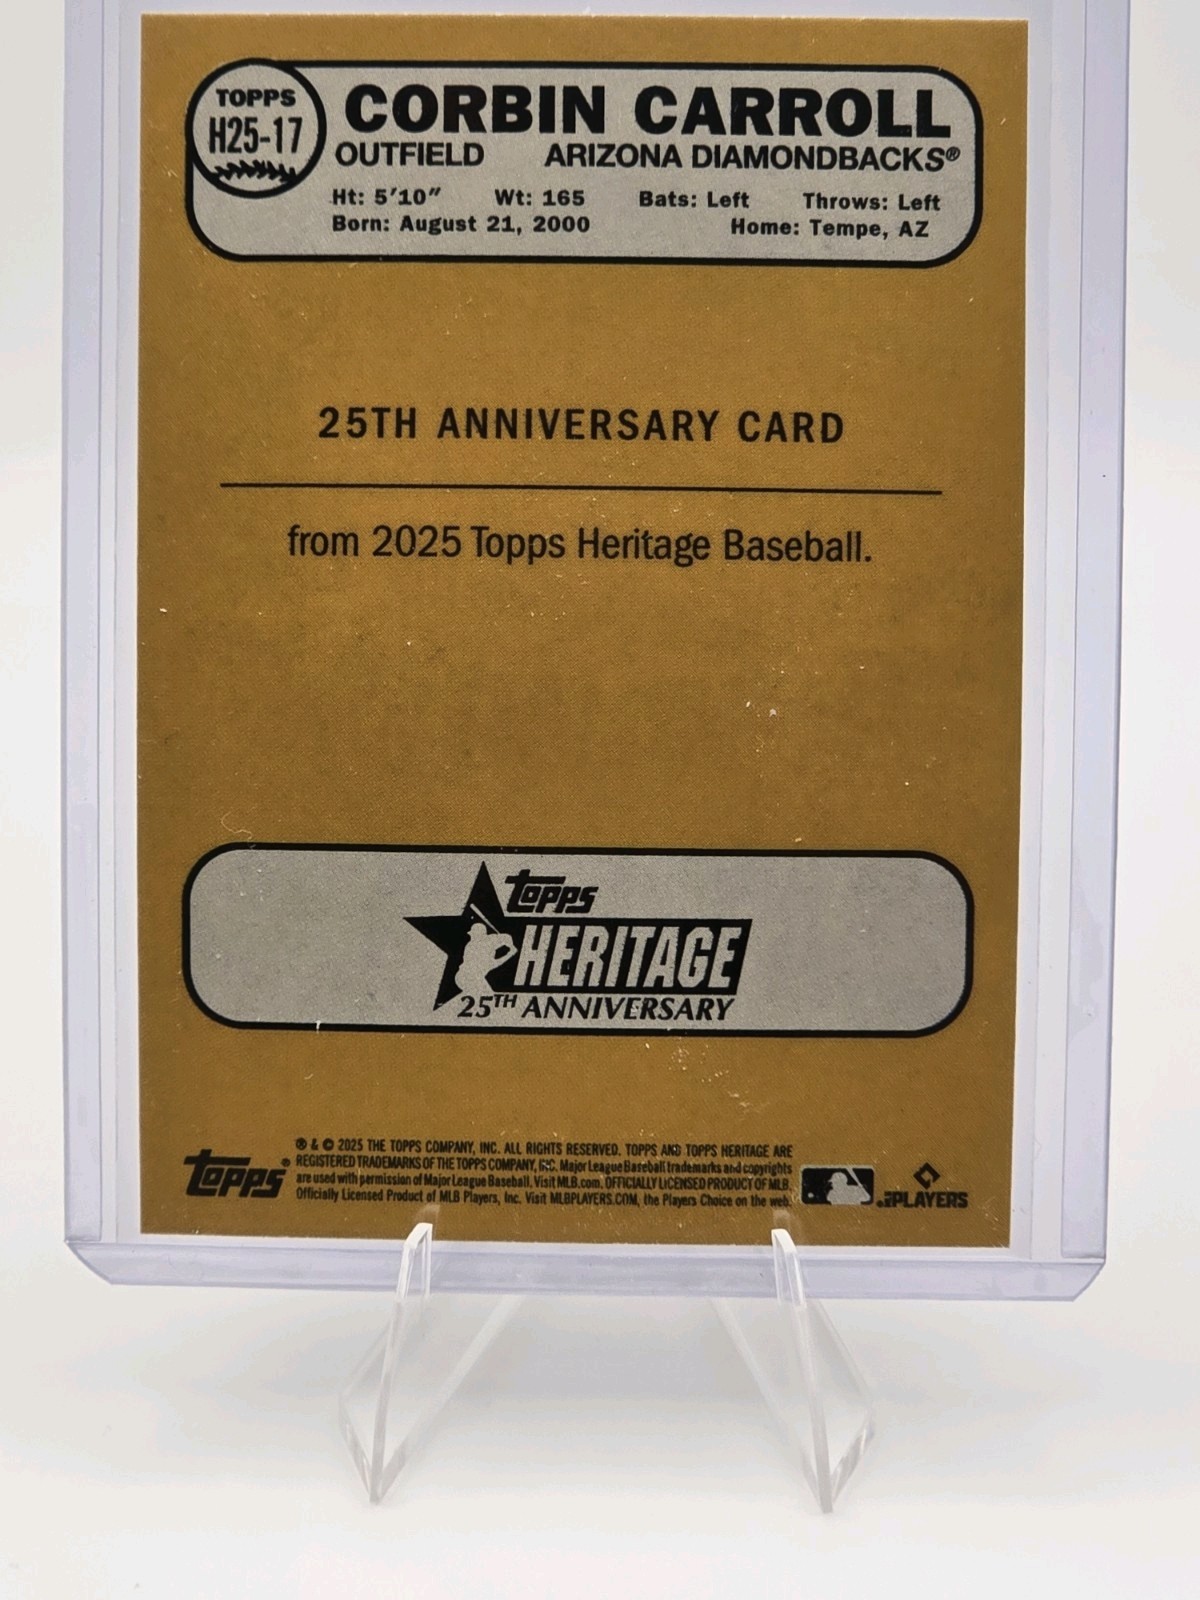 TOPPS
H25-17
CORBIN CARROLL
OUTFIELD ARIZONA DIAMONDBACKS®
Ht: 5'10" Wt: 165 Bats: Left Throws: Left
Born: August 21, 2000 Home: Tempe, AZ
25TH ANNIVERSARY CARD
from 2025 Topps Heritage Baseball.
topps
HERITAGE
25TH ANNIVERSARY
topps®
® & © 2025 THE TOPPS COMPANY, INC. ALL RIGHTS RESERVED. TOPPS AND TOPPS HERITAGE ARE
REGISTERED TRADEMARKS OF THE TOPPS COMPANY, INC. Major League Baseball trademarks and copyrights
are used with permission of Major League Baseball. Visit MLB.com. OFFICIALLY LICENSED PRODUCT OF MLB
Officially Licensed Product of MLB Players, Inc. Visit MLBPLAYERS.COM, the Players Choice on the web.
PLAYERS